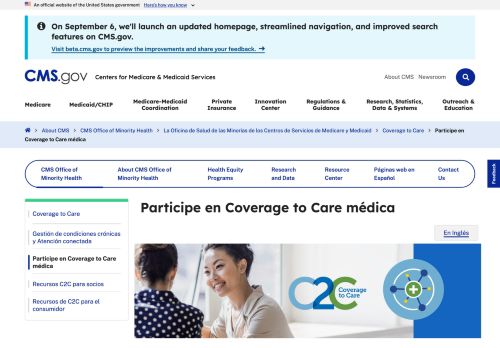 An official website of the United States government Here's how you know
On September 6, we'll launch an updated homepage, streamlined navigation, and improved search
features on CMS.gov.
Visit beta.cms.gov to preview the improvements and share your feedback.
CMS.gov Centers for Medicare & Medicaid Services
About CMS Newsroom
Medicare
Medicaid/CHIP
Medicare-Medicaid
Coordination
Private
Insurance
Innovation
Center
Regulations &
Guidance
Research, Statistics,
Data & Systems
Outreach &
Education
About CMS > CMS Office of Minority Health > La Oficina de Salud de las Minorías de los Centros de Servicios de Medicare y Medicaid > Coverage to Care > Participe en
Coverage to Care médica
Feedback
CMS Office of
Minority Health
About CMS Office of
Minority Health
Health Equity
Programs
Research
and Data
Resource
Center
Páginas web en
Español
Contact
Us
Coverage to Care
Gestión de condiciones crónicas
y Atención conectada
Participe en Coverage to Care
médica
Recursos C2C para socios
Recursos de C2C para el
consumidor
Participe en Coverage to Care médica
En Inglés
C2C Coverage
to Care